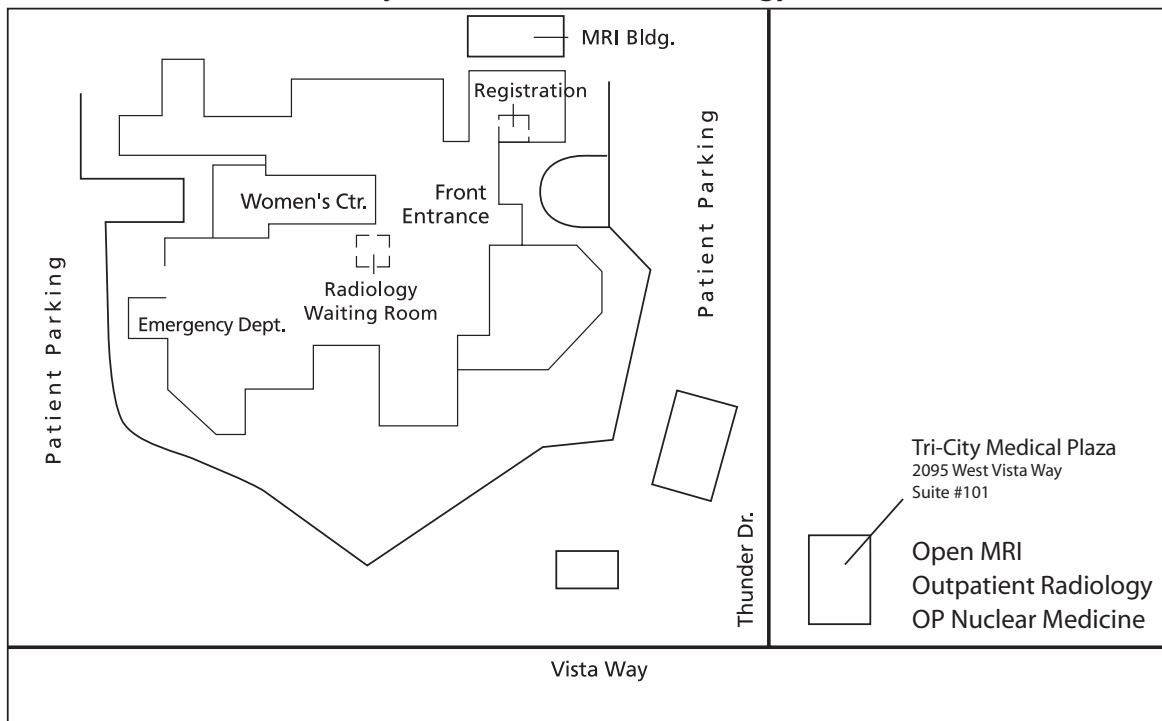 MRI Bldg.
Registration
Patient Parking
Women's Ctr.
Front
Entrance
Radiology
Waiting Room
Emergency Dept.
Patient Parking
Tri-City Medical Plaza
2095 West Vista Way
Suite #101
Open MRI
Outpatient Radiology
OP Nuclear Medicine
Thunder Dr.
Vista Way